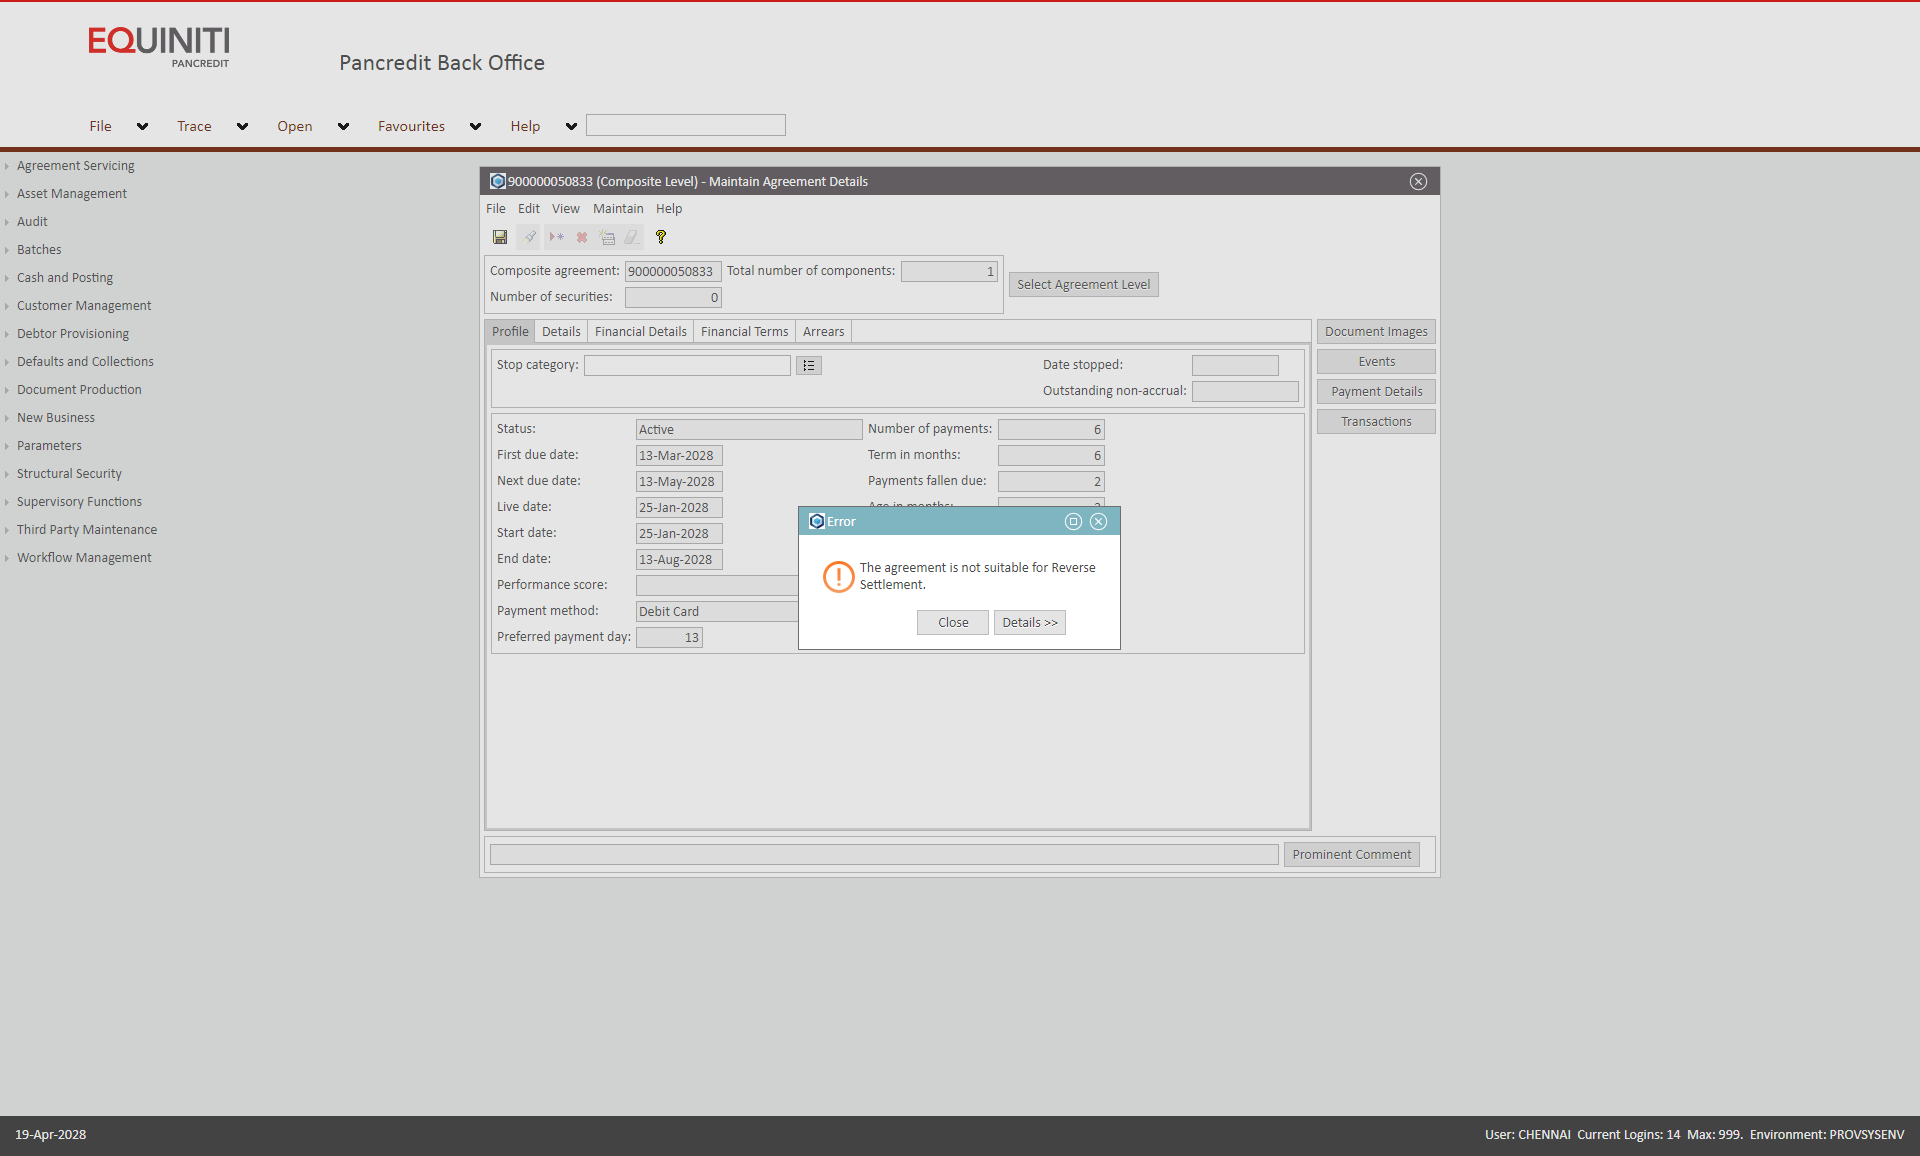 EQUINITI
PANCREDIT
Pancredit Back Office
File Trace Open Favourites Help
Agreement Servicing
Asset Management
Audit
Batches
Cash and Posting
Customer Management
Debtor Provisioning
Defaults and Collections
Document Production
New Business
Parameters
Structural Security
Supervisory Functions
Third Party Maintenance
Workflow Management
900000050833 (Composite Level) - Maintain Agreement Details
File Edit View Maintain Help
Composite agreement: 900000050833 Total number of components: 1
Number of securities: 0
Select Agreement Level
Profile Details Financial Details Financial Terms Arrears
Stop category: Date stopped:
Outstanding non-accrual:
Status: Active Number of payments: 6
First due date: 13-Mar-2028 Term in months: 6
Next due date: 13-May-2028 Payments fallen due: 2
Live date: 25-Jan-2028 Age in months:
Start date: 25-Jan-2028
End date: 13-Aug-2028
Performance score:
Payment method: Debit Card
Preferred payment day: 13
Document Images
Events
Payment Details
Transactions
Error
The agreement is not suitable for Reverse
Settlement.
Close Details >>
Prominent Comment
19-Apr-2028 User: CHENNAI Current Logins: 14 Max: 999. Environment: PROVSYSENV